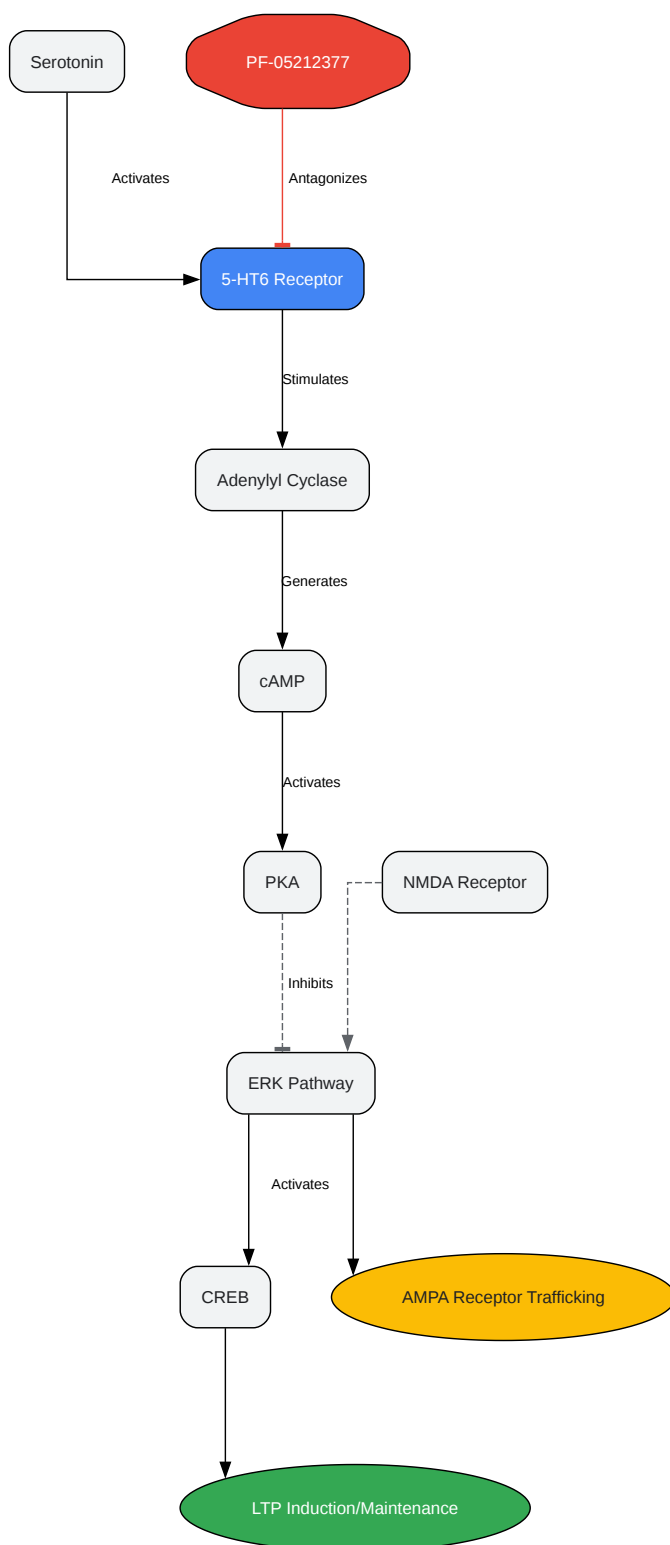 Serotonin
PF-05212377
Activates
Antagonizes
5-HT6 Receptor
Stimulates
Adenylyl Cyclase
Generates
cAMP
Activates
PKA
NMDA Receptor
Inhibits
ERK Pathway
Activates
CREB
AMPA Receptor Trafficking
LTP Induction/Maintenance